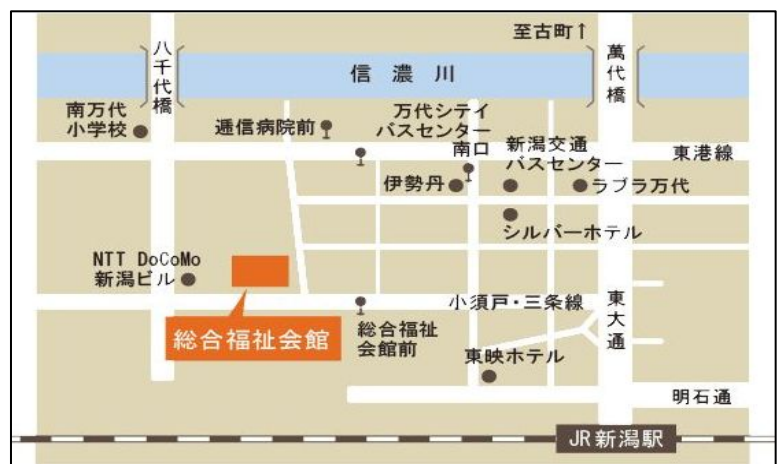 至古町↑
八千代橋
信濃川
萬代橋
南万代
小学校
逓信病院前
万代シテイ
バスセンター
南口
新潟交通
バスセンター
東港線
伊勢丹
ラブラ万代
シルバーホテル
NTT DoCoMo
新潟ビル
小須戸・三条線
東大通
総合福祉会館
総合福祉
会館前
東映ホテル
明石通
JR新潟駅